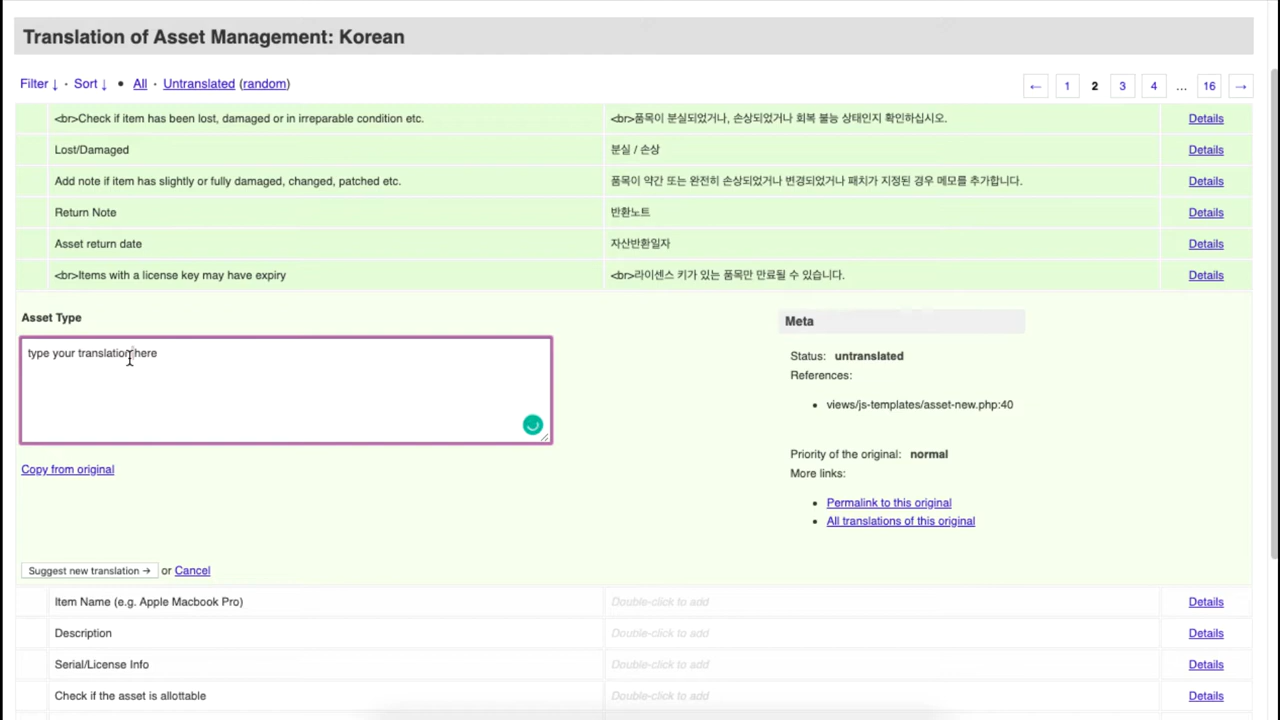 Translation of Asset Management: Korean
Filter ↓ · Sort ↓ • All · Untranslated (random)
← 1 2 3 4 ... 16 →
<br>Check if item has been lost, damaged or in irreparable condition etc. <br>품목이 분실되었거나, 손상되었거나 회복 불능 상태인지 확인하십시오. Details
Lost/Damaged 분실 / 손상 Details
Add note if item has slightly or fully damaged, changed, patched etc. 품목이 약간 또는 완전히 손상되었거나 변경되었거나 패치가 지정된 경우 메모를 추가합니다. Details
Return Note 반환노트 Details
Asset return date 자산반환일자 Details
<br>Items with a license key may have expiry <br>라이센스 키가 있는 품목만 만료될 수 있습니다. Details
Asset Type
type your translation here
Copy from original
Suggest new translation → or Cancel
Meta
Status: untranslated
References:
• views/js-templates/asset-new.php:40
Priority of the original: normal
More links:
• Permalink to this original
• All translations of this original
Item Name (e.g. Apple Macbook Pro) Double-click to add Details
Description Double-click to add Details
Serial/License Info Double-click to add Details
Check if the asset is allottable Double-click to add Details